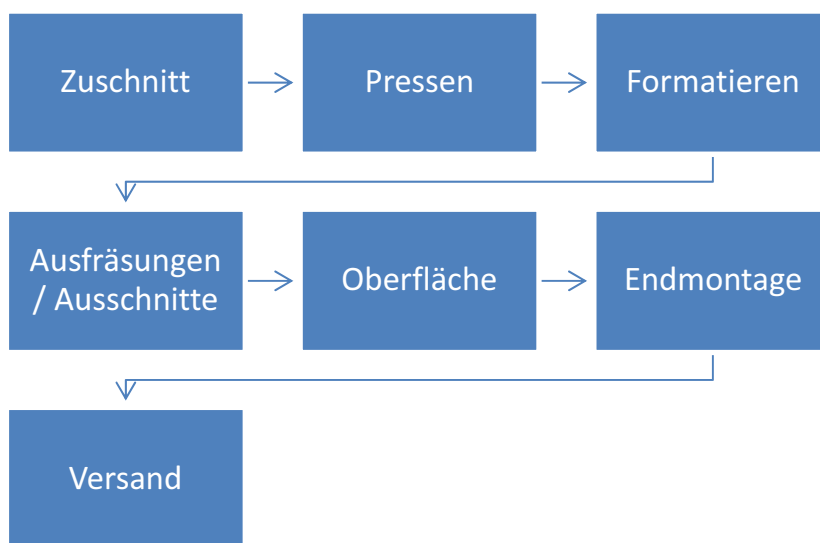 Zuschnitt
Pressen
Formatieren
Ausfräsungen
/ Ausschnitte
Oberfläche
Endmontage
Versand